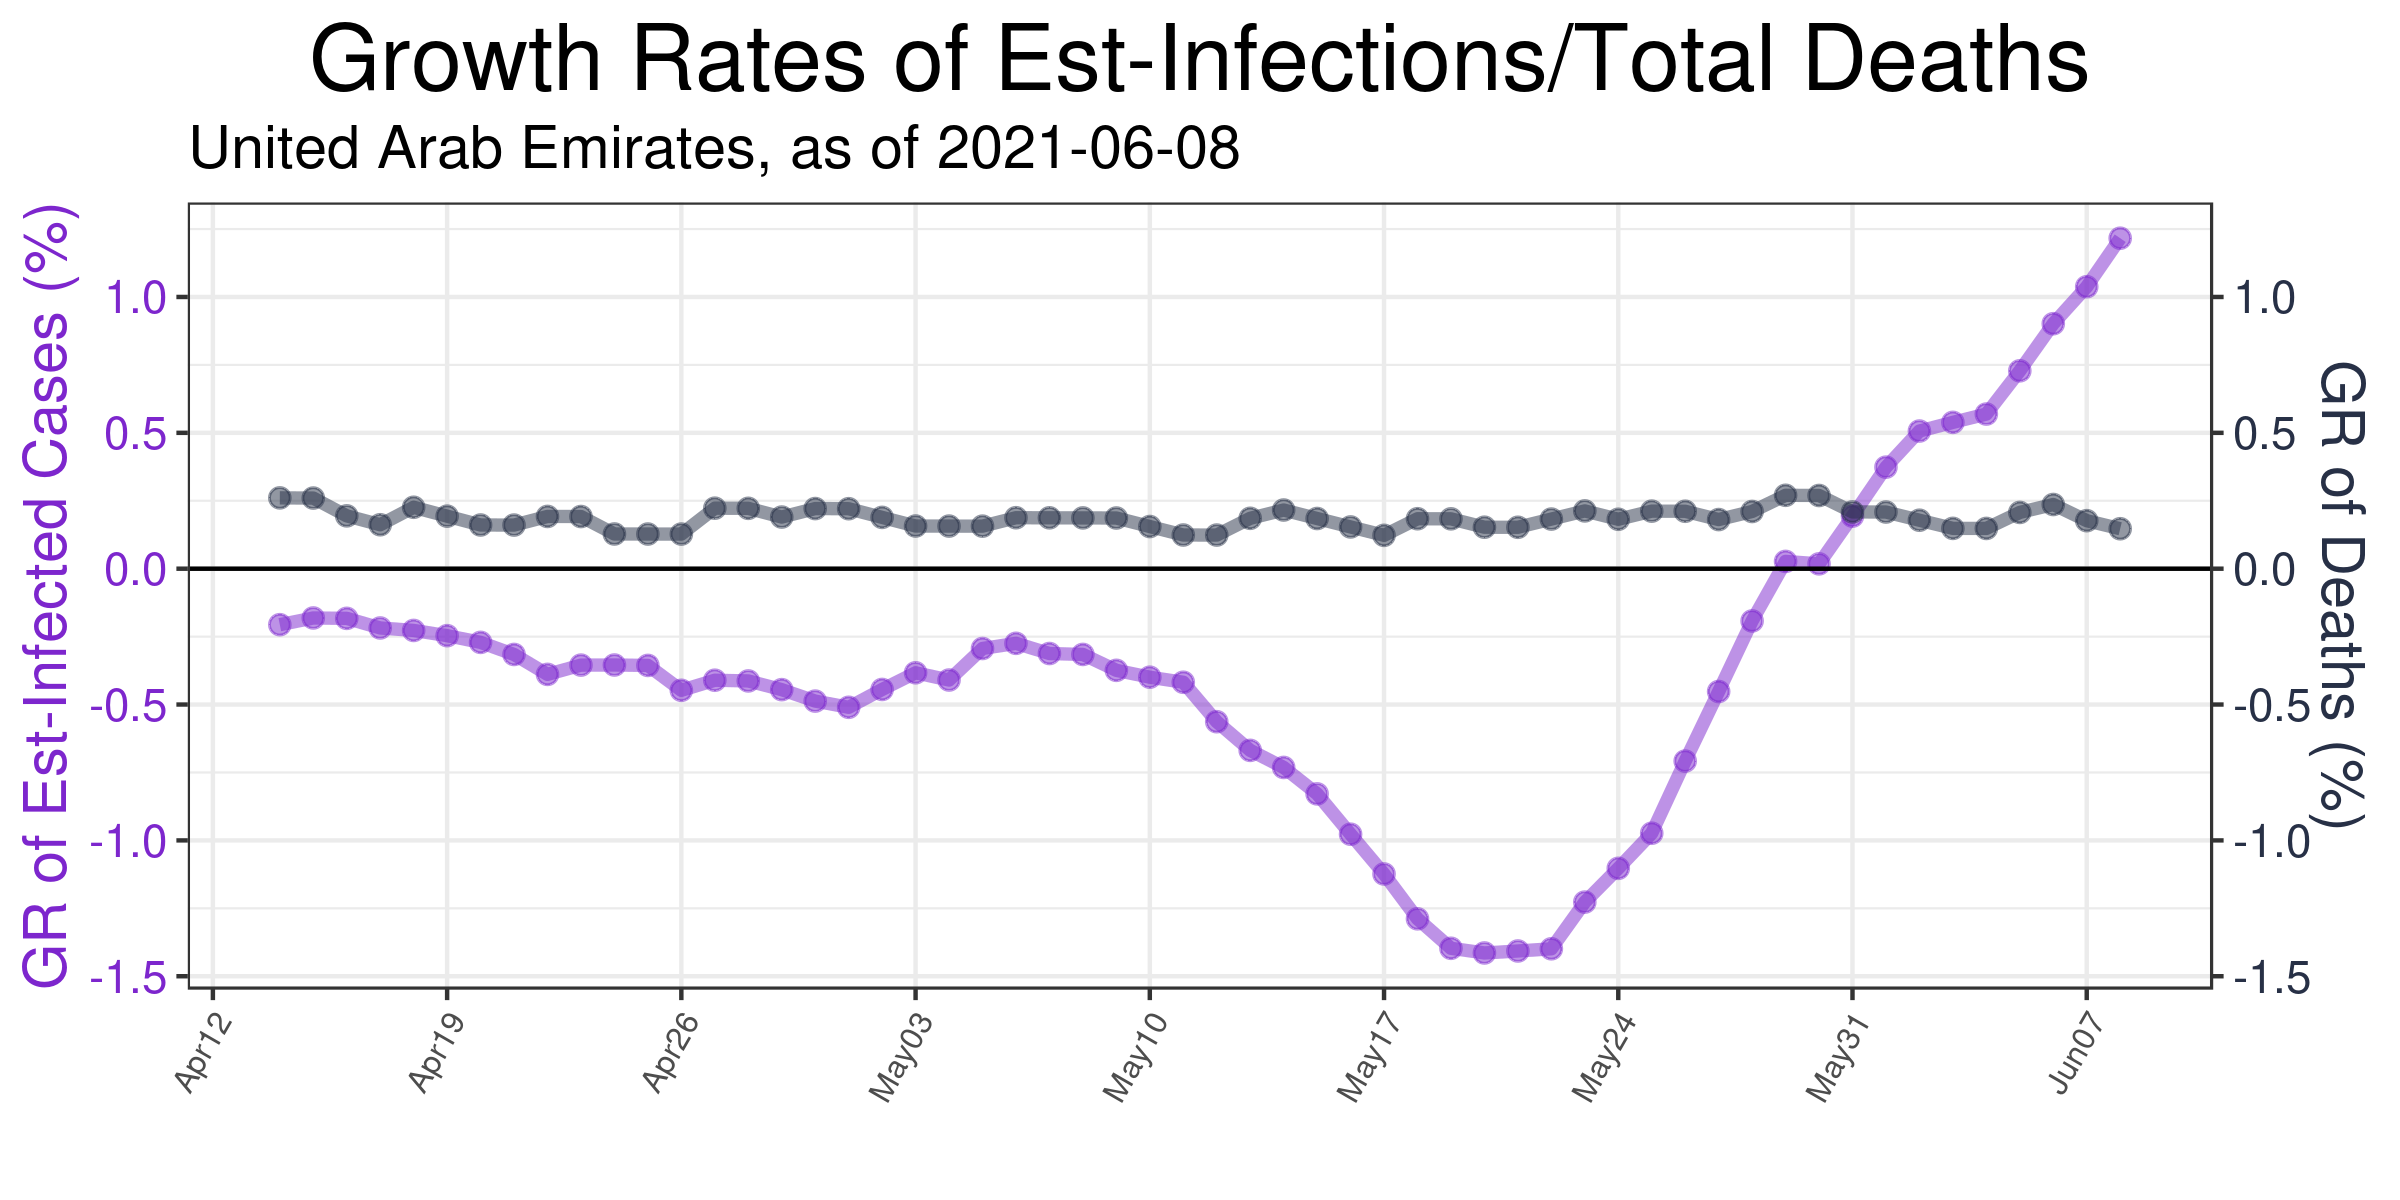 Growth Rates of Est-Infections/Total Deaths
United Arab Emirates, as of 2021-06-08
GR of Est-Infected Cases (%)
1.0
0.5
0.0
-0.5
-1.0
-1.5
1.0
0.5
0.0
-0.5
-1.0
-1.5
GR of Deaths (%)
Apr12
Apr19
Apr26
May03
May10
May17
May24
May31
Jun07